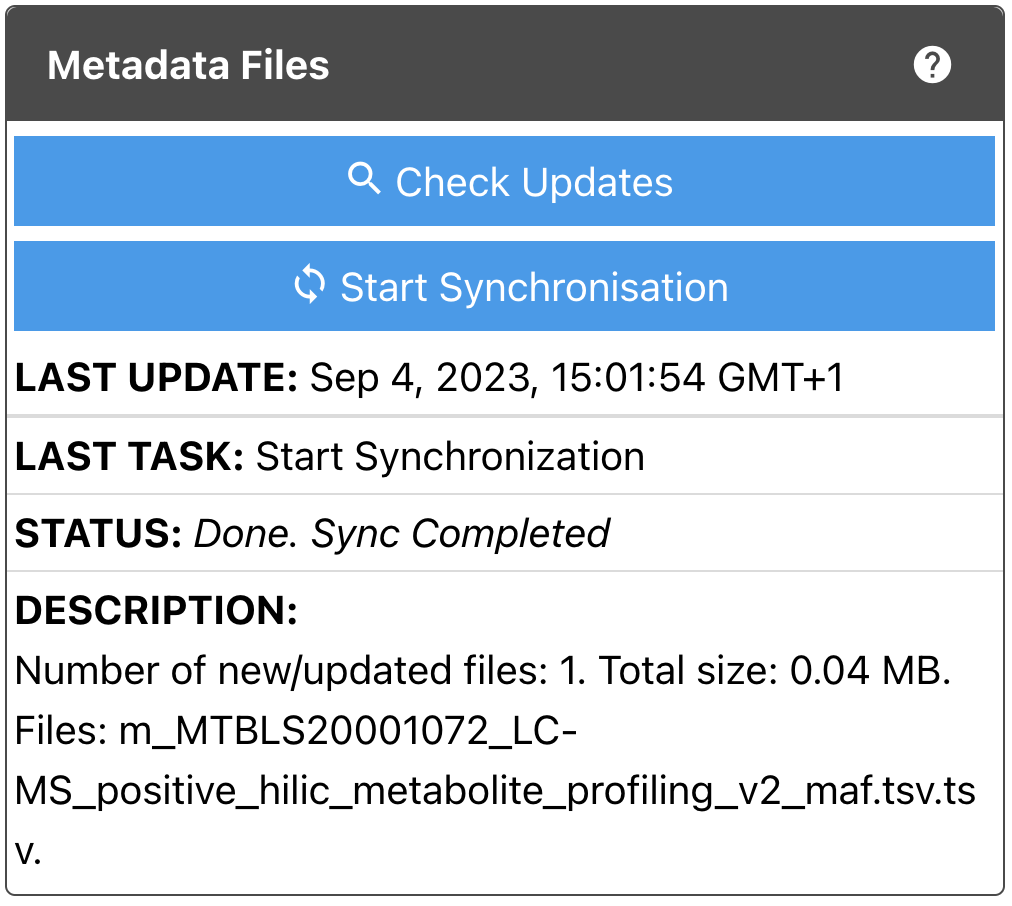 Metadata Files
Check Updates
Start Synchronisation
LAST UPDATE: Sep 4, 2023, 15:01:54 GMT+1
LAST TASK: Start Synchronization
STATUS: Done. Sync Completed
DESCRIPTION:
Number of new/updated files: 1. Total size: 0.04 MB.
Files: m_MTBLS20001072_LC-
MS_positive_hilic_metabolite_profiling_v2_maf.tsv.ts
v.